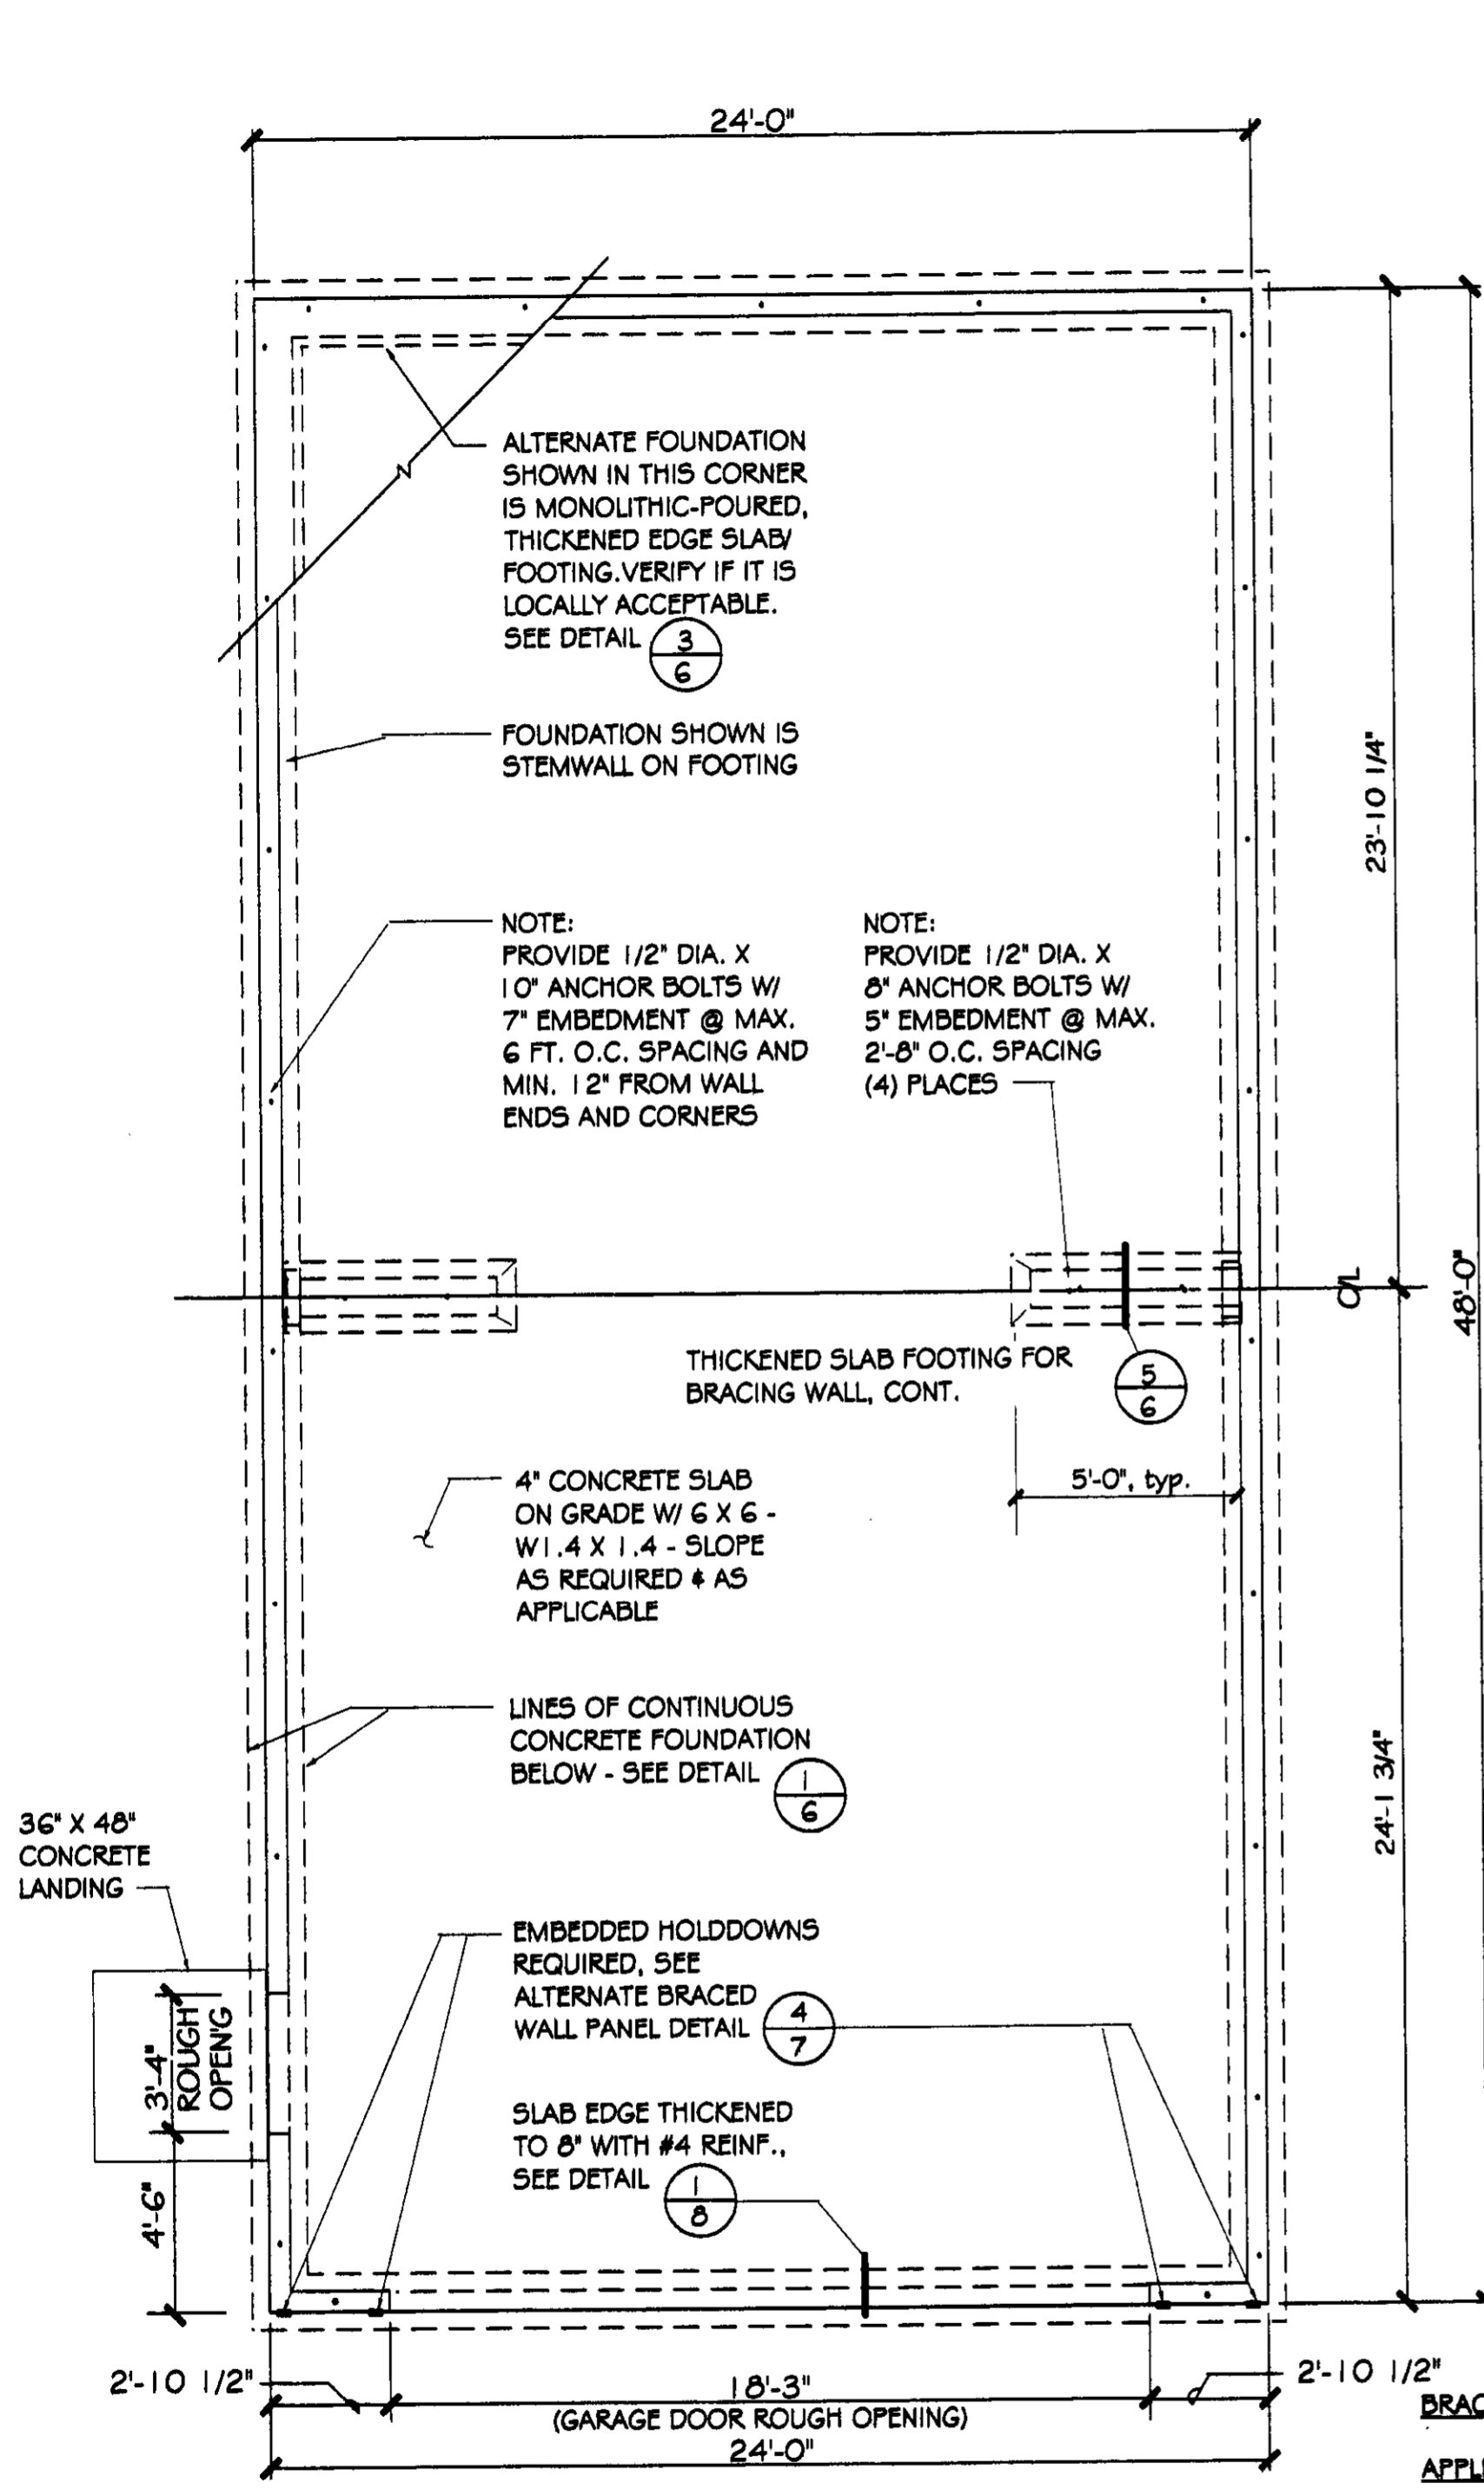 24'-0"
ALTERNATE FOUNDATION
SHOWN IN THIS CORNER
IS MONOLITHIC-POURED,
THICKENED EDGE SLAB/
FOOTING.VERIFY IF IT IS
LOCALLY ACCEPTABLE.
SEE DETAIL 3
6
N
FOUNDATION SHOWN IS
STEMWALL ON FOOTING
23'-10 1/4"
NOTE:
PROVIDE 1/2" DIA. X
10" ANCHOR BOLTS W/
7" EMBEDMENT @ MAX.
6 FT. O.C. SPACING AND
MIN. 12" FROM WALL
ENDS AND CORNERS
NOTE:
PROVIDE 1/2" DIA. X
8" ANCHOR BOLTS W/
5" EMBEDMENT @ MAX.
2'-8" O.C. SPACING
(4) PLACES
C/L
48'-0"
THICKENED SLAB FOOTING FOR
BRACING WALL, CONT.
5
6
5'-0", typ.
4" CONCRETE SLAB
ON GRADE W/ 6 X 6 -
W1.4 X 1.4 - SLOPE
AS REQUIRED & AS
APPLICABLE
LINES OF CONTINUOUS
CONCRETE FOUNDATION
BELOW - SEE DETAIL 1
6
24'-1 3/4"
36" X 48"
CONCRETE
LANDING
EMBEDDED HOLDDOWNS
REQUIRED, SEE
ALTERNATE BRACED
WALL PANEL DETAIL 4
7
3'-4"
ROUGH
OPEN'G
SLAB EDGE THICKENED
TO 8" WITH #4 REINF.,
SEE DETAIL 1
8
4'-6"
2'-10 1/2"
18'-3"
(GARAGE DOOR ROUGH OPENING)
2'-10 1/2"
24'-0"
BRAC
APPL